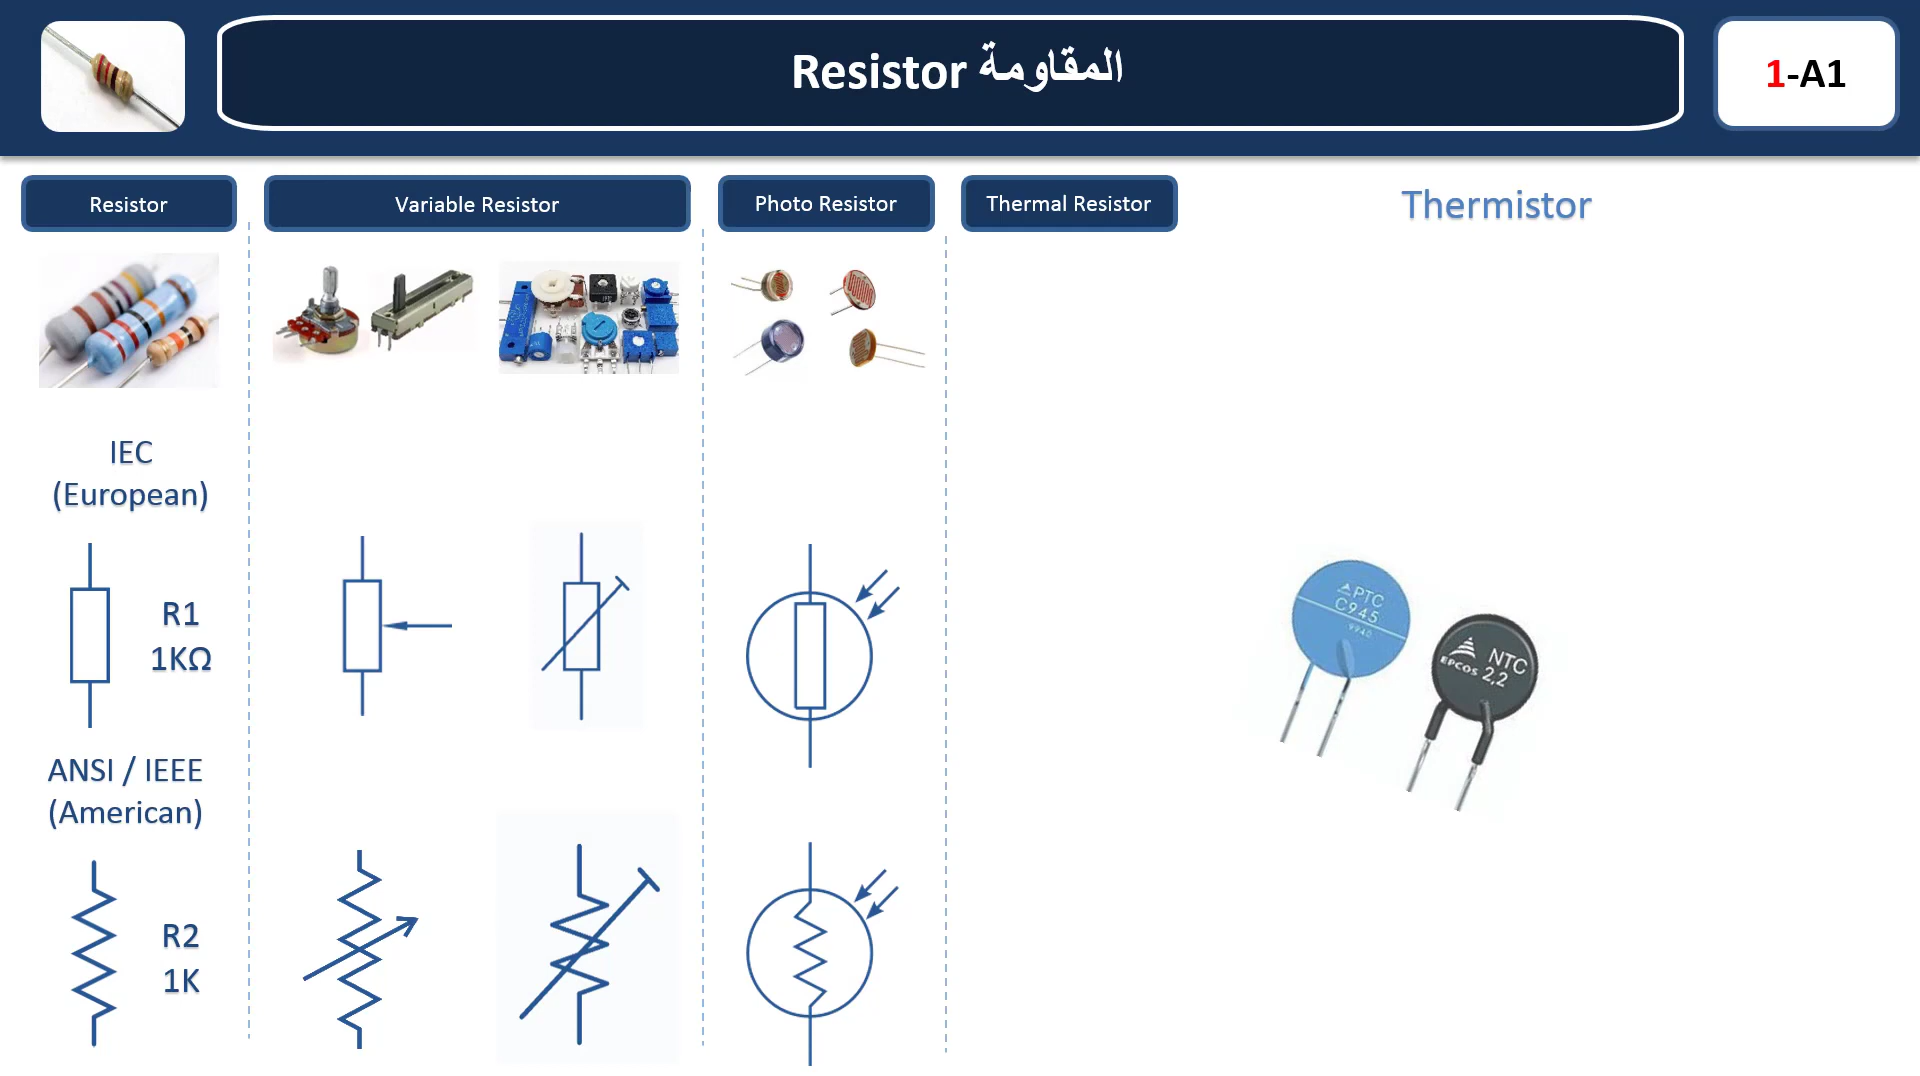 Resistor المقاومة
1-A1
Resistor
Variable Resistor
Photo Resistor
Thermal Resistor
Thermistor
IEC
(European)
R1
1KΩ
ANSI / IEEE
(American)
R2
1K
PTC
C945
9940
NTC
EPCOS 2,2